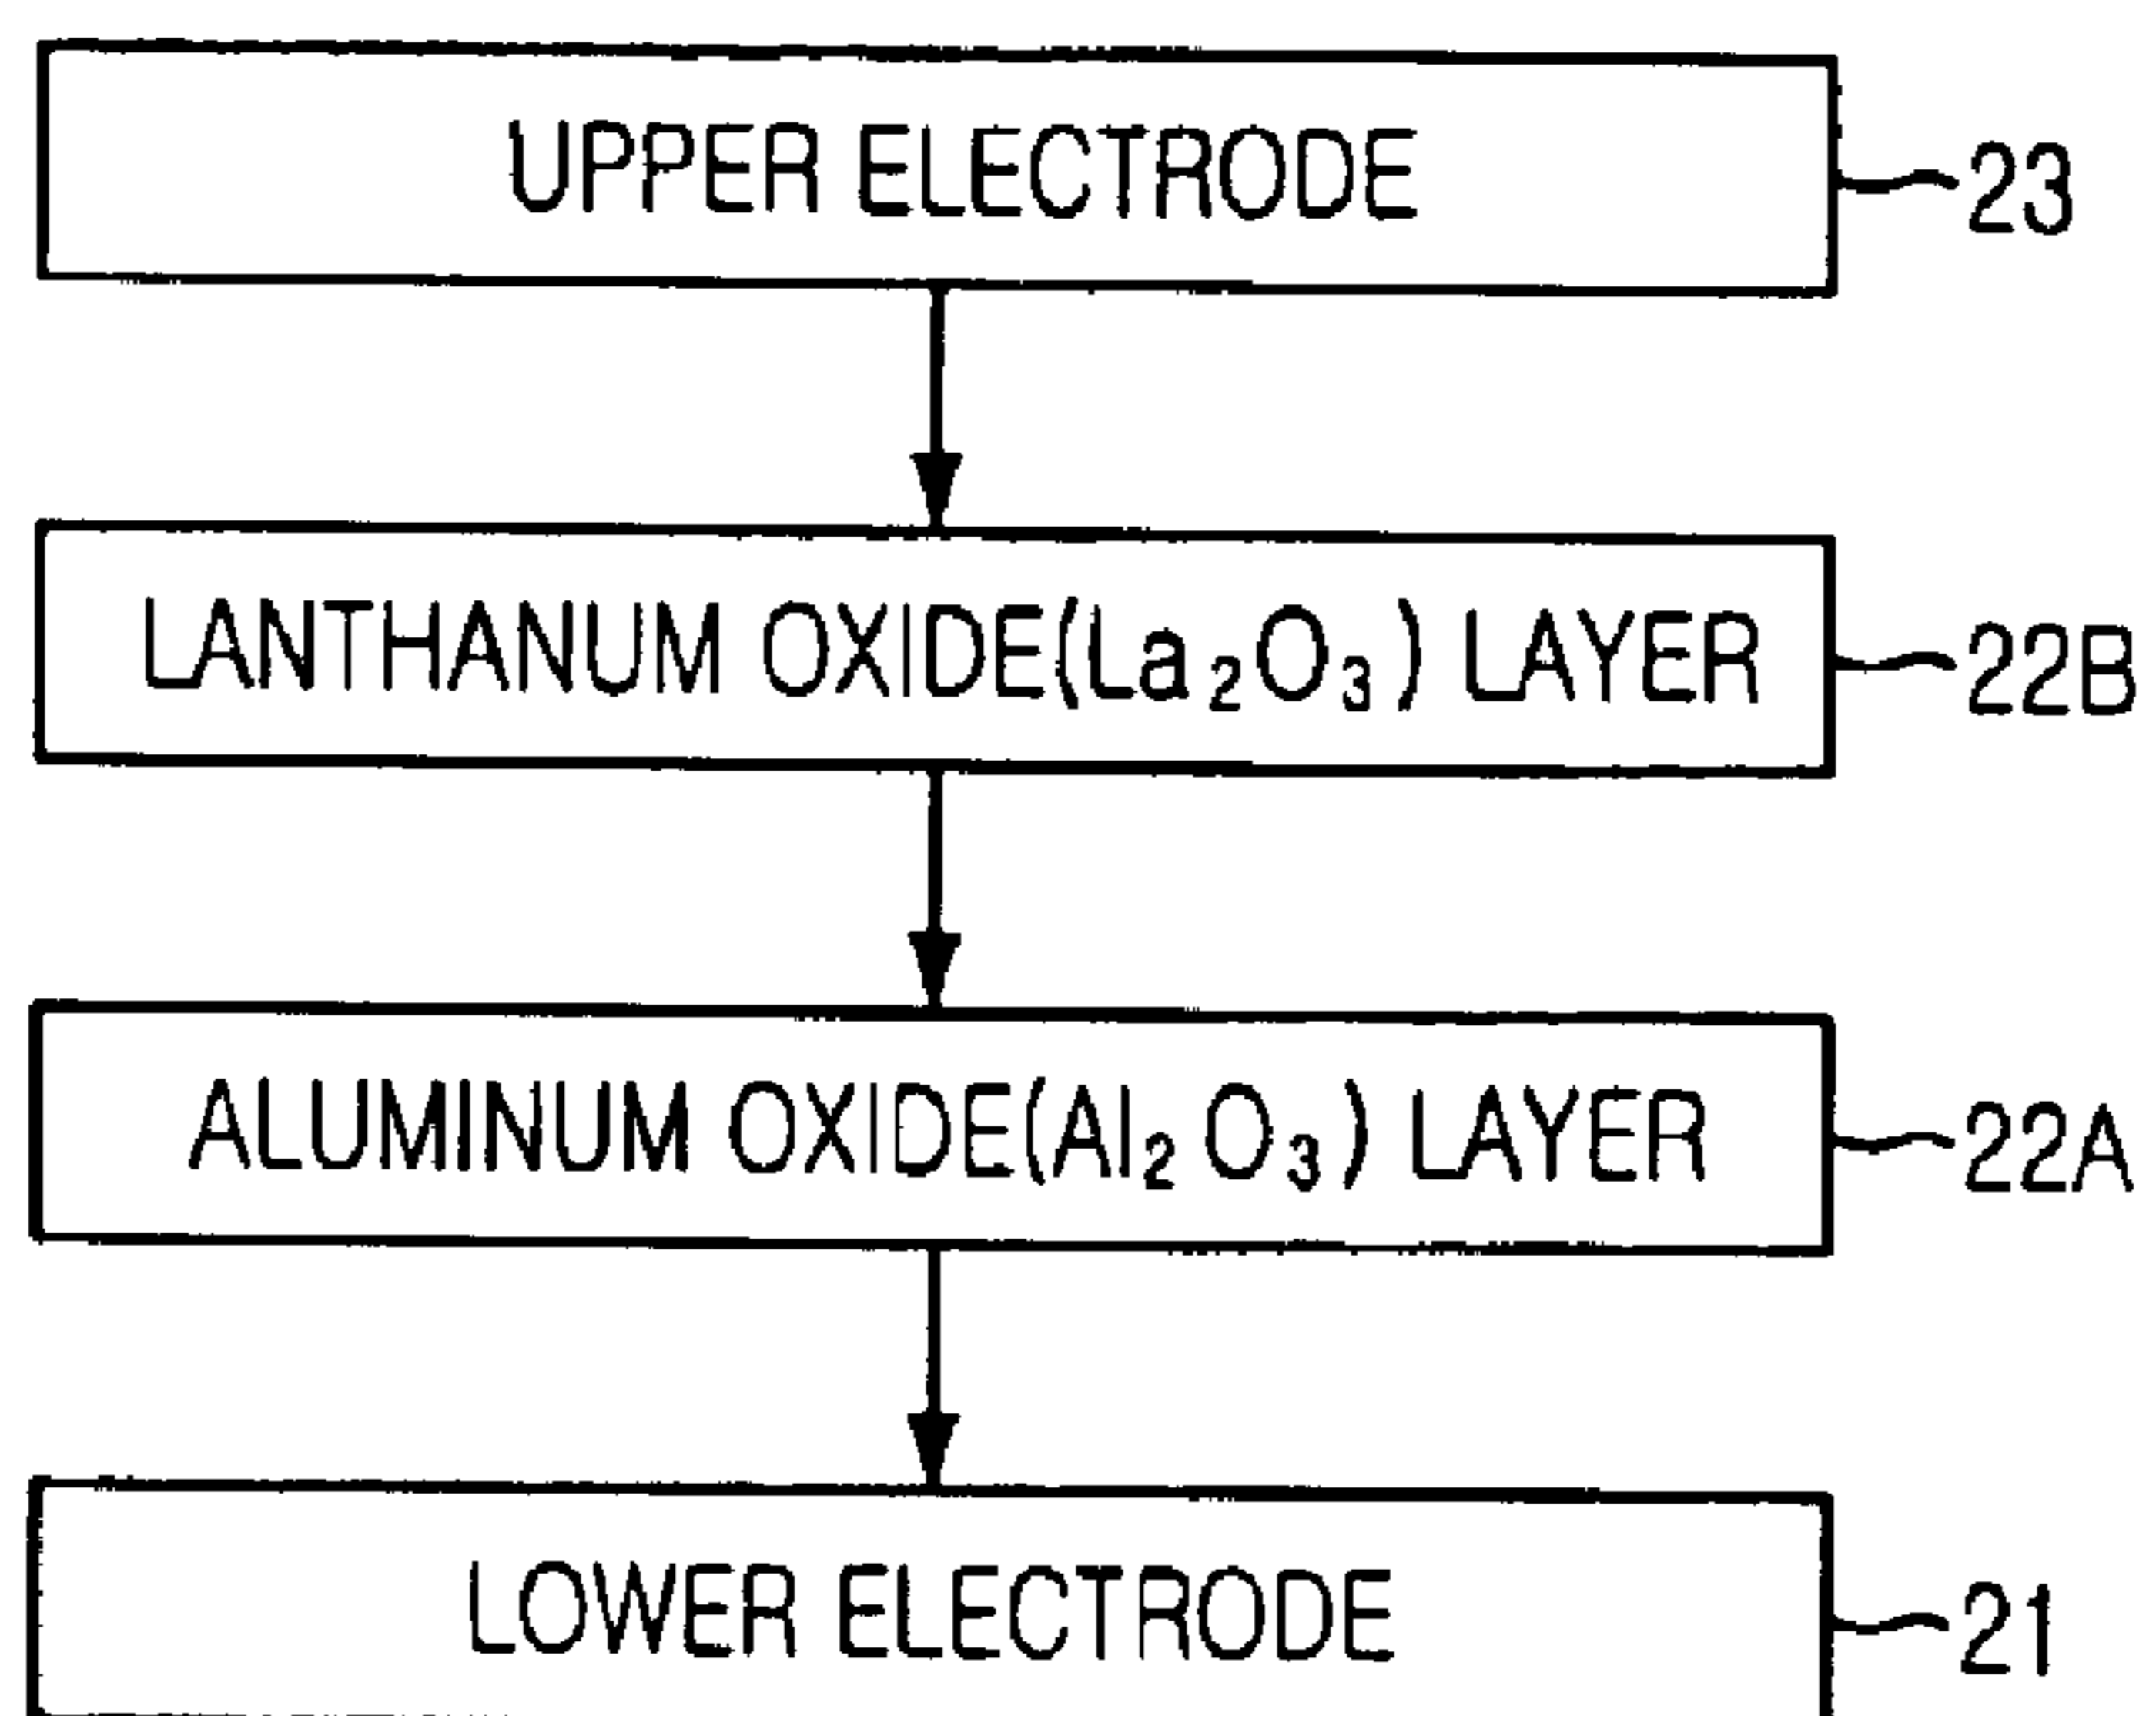 UPPER ELECTRODE 23
LANTHANUM OXIDE(La₂O₃) LAYER 22B
ALUMINUM OXIDE(Al₂O₃) LAYER 22A
LOWER ELECTRODE 21